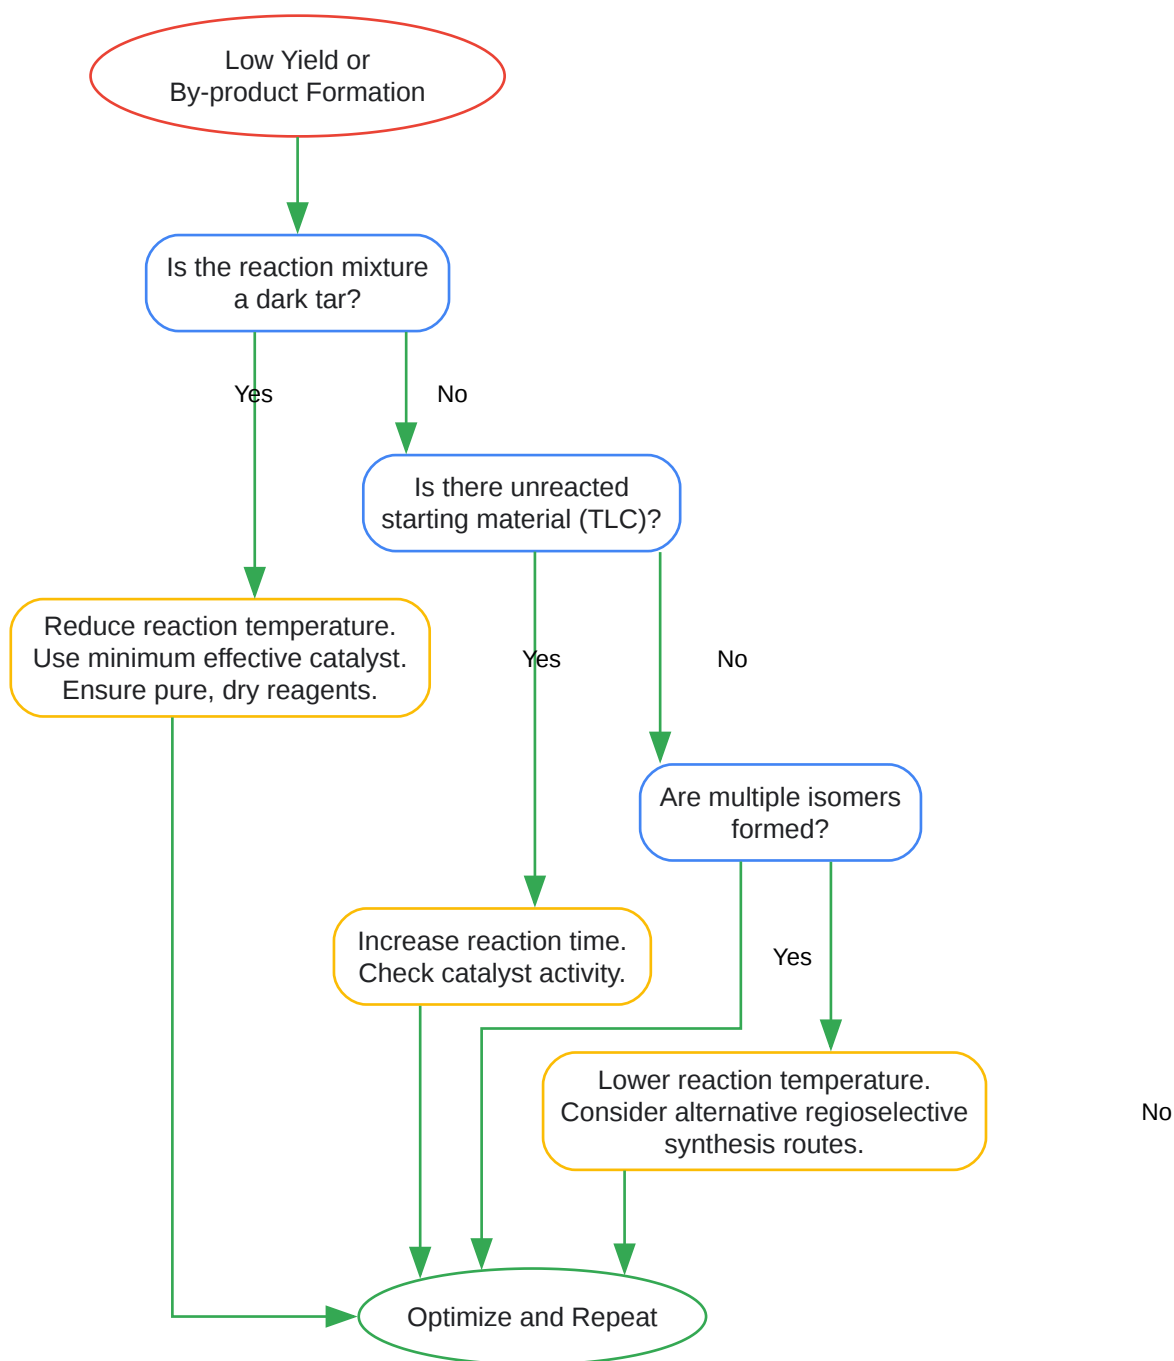 Low Yield or
By-product Formation
Is the reaction mixture
a dark tar?
Yes
No
Is there unreacted
starting material (TLC)?
Reduce reaction temperature.
Use minimum effective catalyst.
Ensure pure, dry reagents.
Yes
No
Are multiple isomers
formed?
Increase reaction time.
Check catalyst activity.
Yes
Lower reaction temperature.
Consider alternative regioselective
synthesis routes.
No
Optimize and Repeat